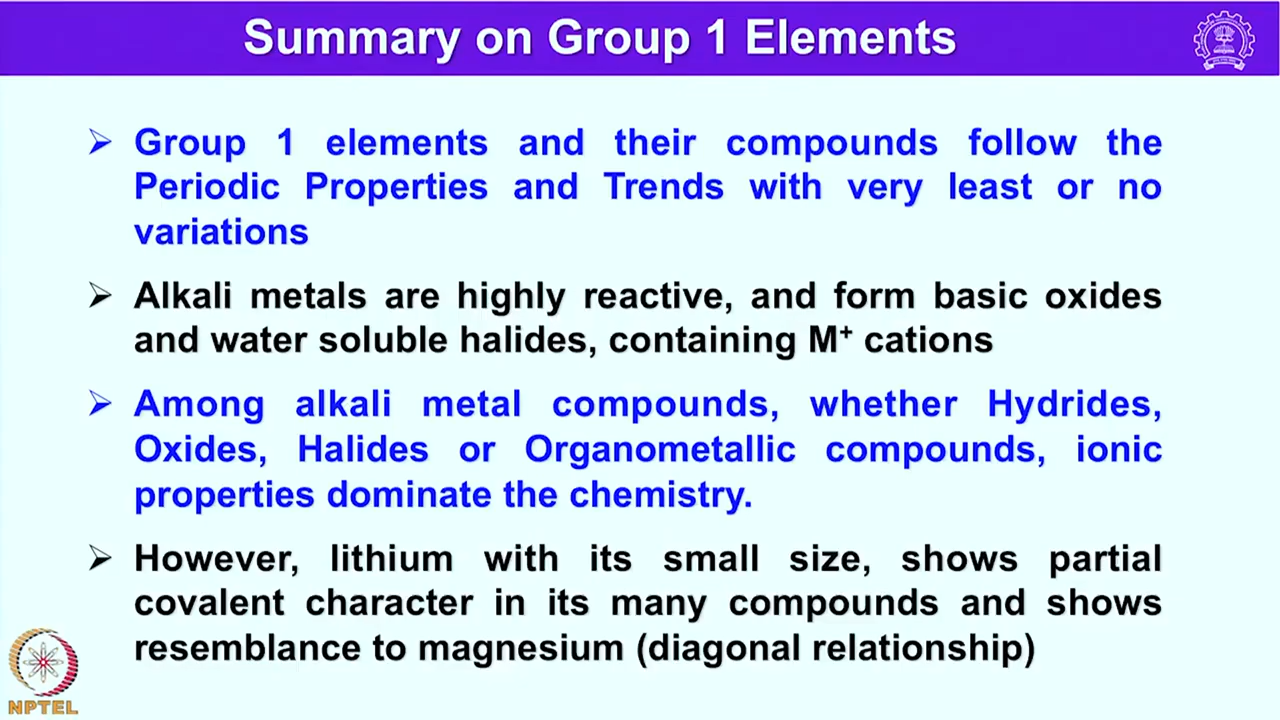 Summary on Group 1 Elements
➢ Group 1 elements and their compounds follow the
Periodic Properties and Trends with very least or no
variations
➢ Alkali metals are highly reactive, and form basic oxides
and water soluble halides, containing M⁺ cations
➢ Among alkali metal compounds, whether Hydrides,
Oxides, Halides or Organometallic compounds, ionic
properties dominate the chemistry.
➢ However, lithium with its small size, shows partial
covalent character in its many compounds and shows
resemblance to magnesium (diagonal relationship)
NPTEL